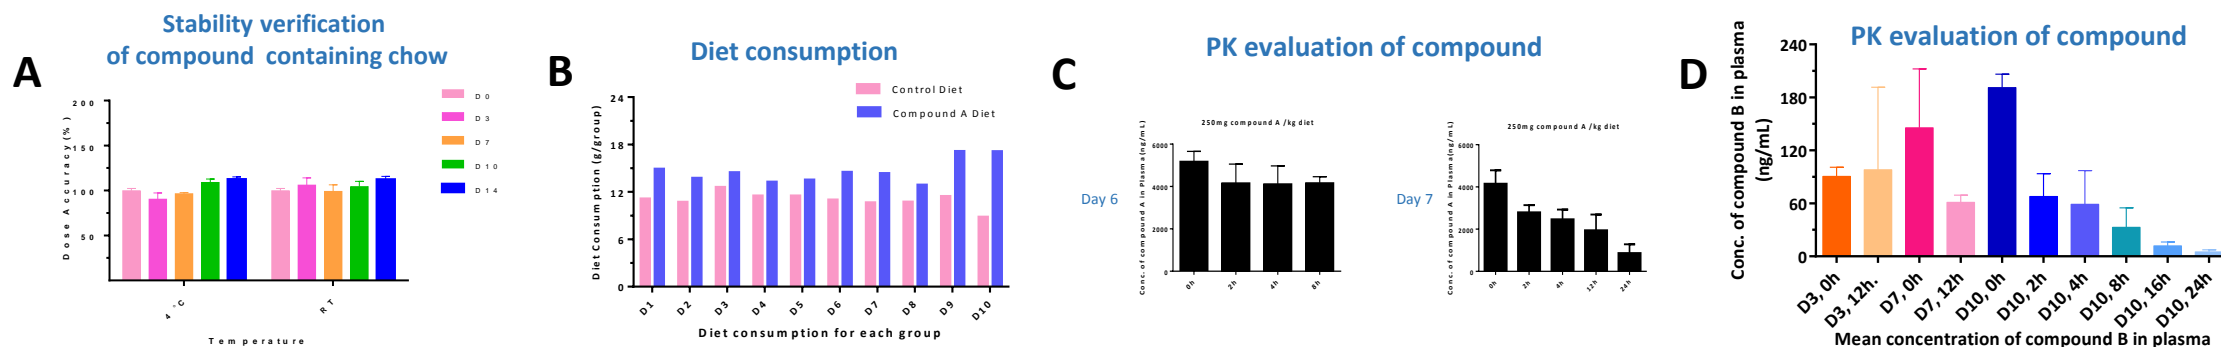 A
Stability verification
of compound containing chow
Dose Accuracy(%)
200
150
100
50
4 °C
RT
Temperature
D0
D3
D7
D10
D14
B
Diet consumption
Diet Consumption (g/group)
24
18
12
6
0
Control Diet
Compound A Diet
D1
D2
D3
D4
D5
D6
D7
D8
D9
D10
Diet consumption for each group
C
PK evaluation of compound
Day 6
250mg compound A /kg diet
Conc. of compound A in Plasma(ng/mL)
6000
4000
2000
0
0h
2h
4h
8h
Day 7
250mg compound A /kg diet
Conc. of compound A in Plasma(ng/mL)
6000
4000
2000
0
0h
2h
4h
12h
24h
D
PK evaluation of compound
Conc. of compound B in plasma
(ng/mL)
240
180
120
60
0
D3, 0h
D3, 12h.
D7, 0h
D7, 12h
D10, 0h
D10, 2h
D10, 4h
D10, 8h
D10, 16h
D10, 24h
Mean concentration of compound B in plasma